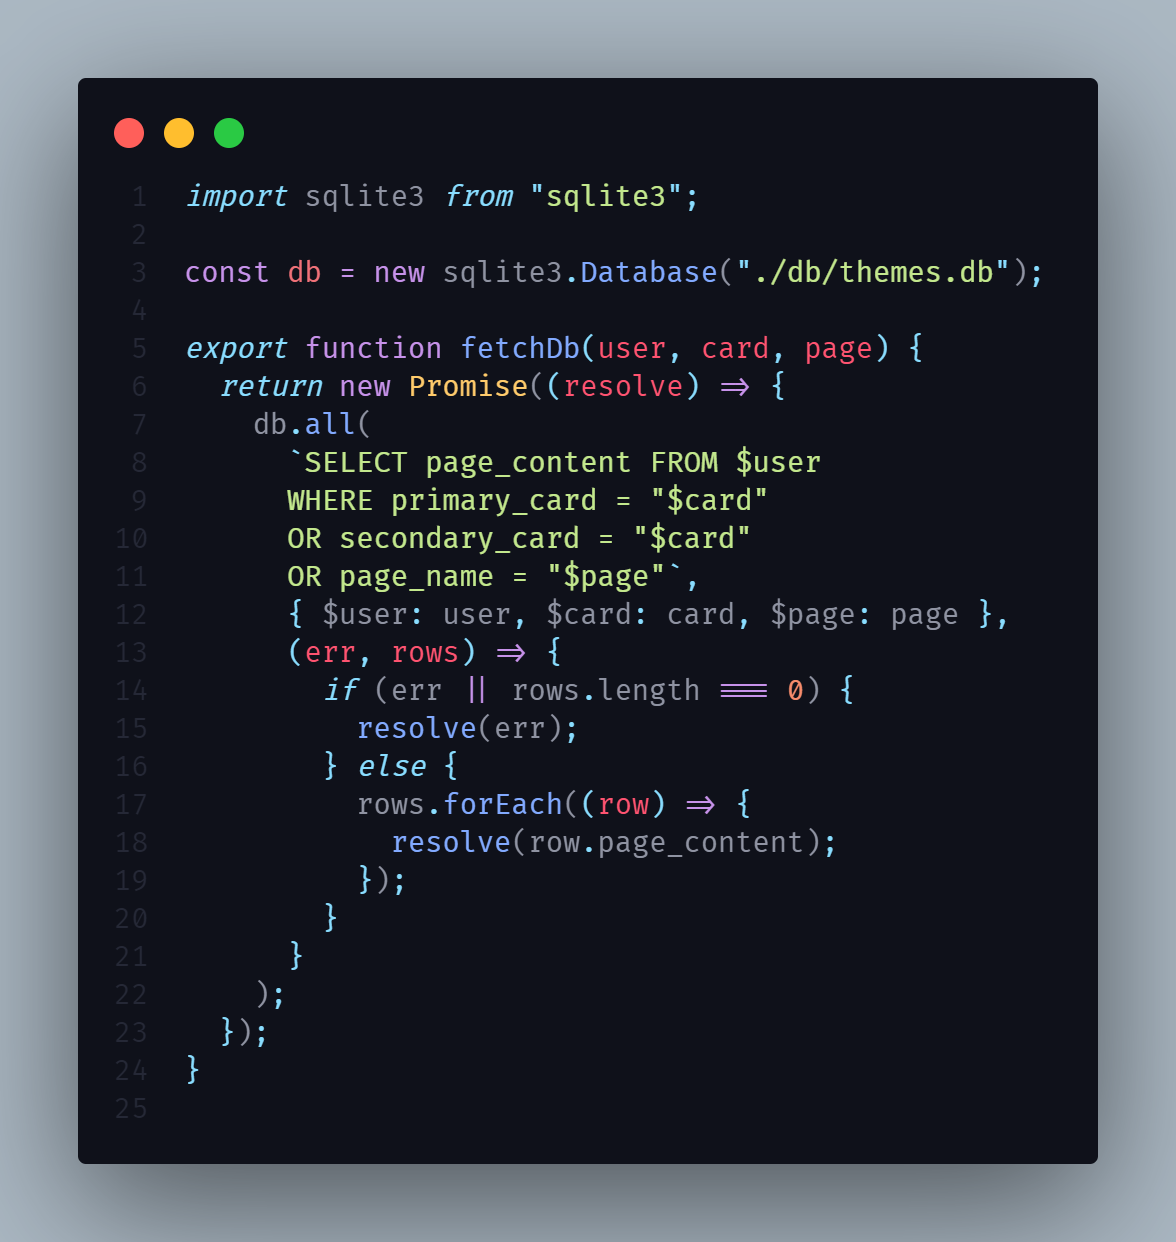 1 import sqlite3 from "sqlite3";
2
3 const db = new sqlite3.Database("./db/themes.db");
4
5 export function fetchDb(user, card, page) {
6   return new Promise((resolve) => {
7     db.all(
8       `SELECT page_content FROM $user
9       WHERE primary_card = "$card"
10       OR secondary_card = "$card"
11       OR page_name = "$page"`,
12       { $user: user, $card: card, $page: page },
13       (err, rows) => {
14         if (err || rows.length === 0) {
15           resolve(err);
16         } else {
17           rows.forEach((row) => {
18             resolve(row.page_content);
19           });
20         }
21       }
22     );
23   });
24 }
25